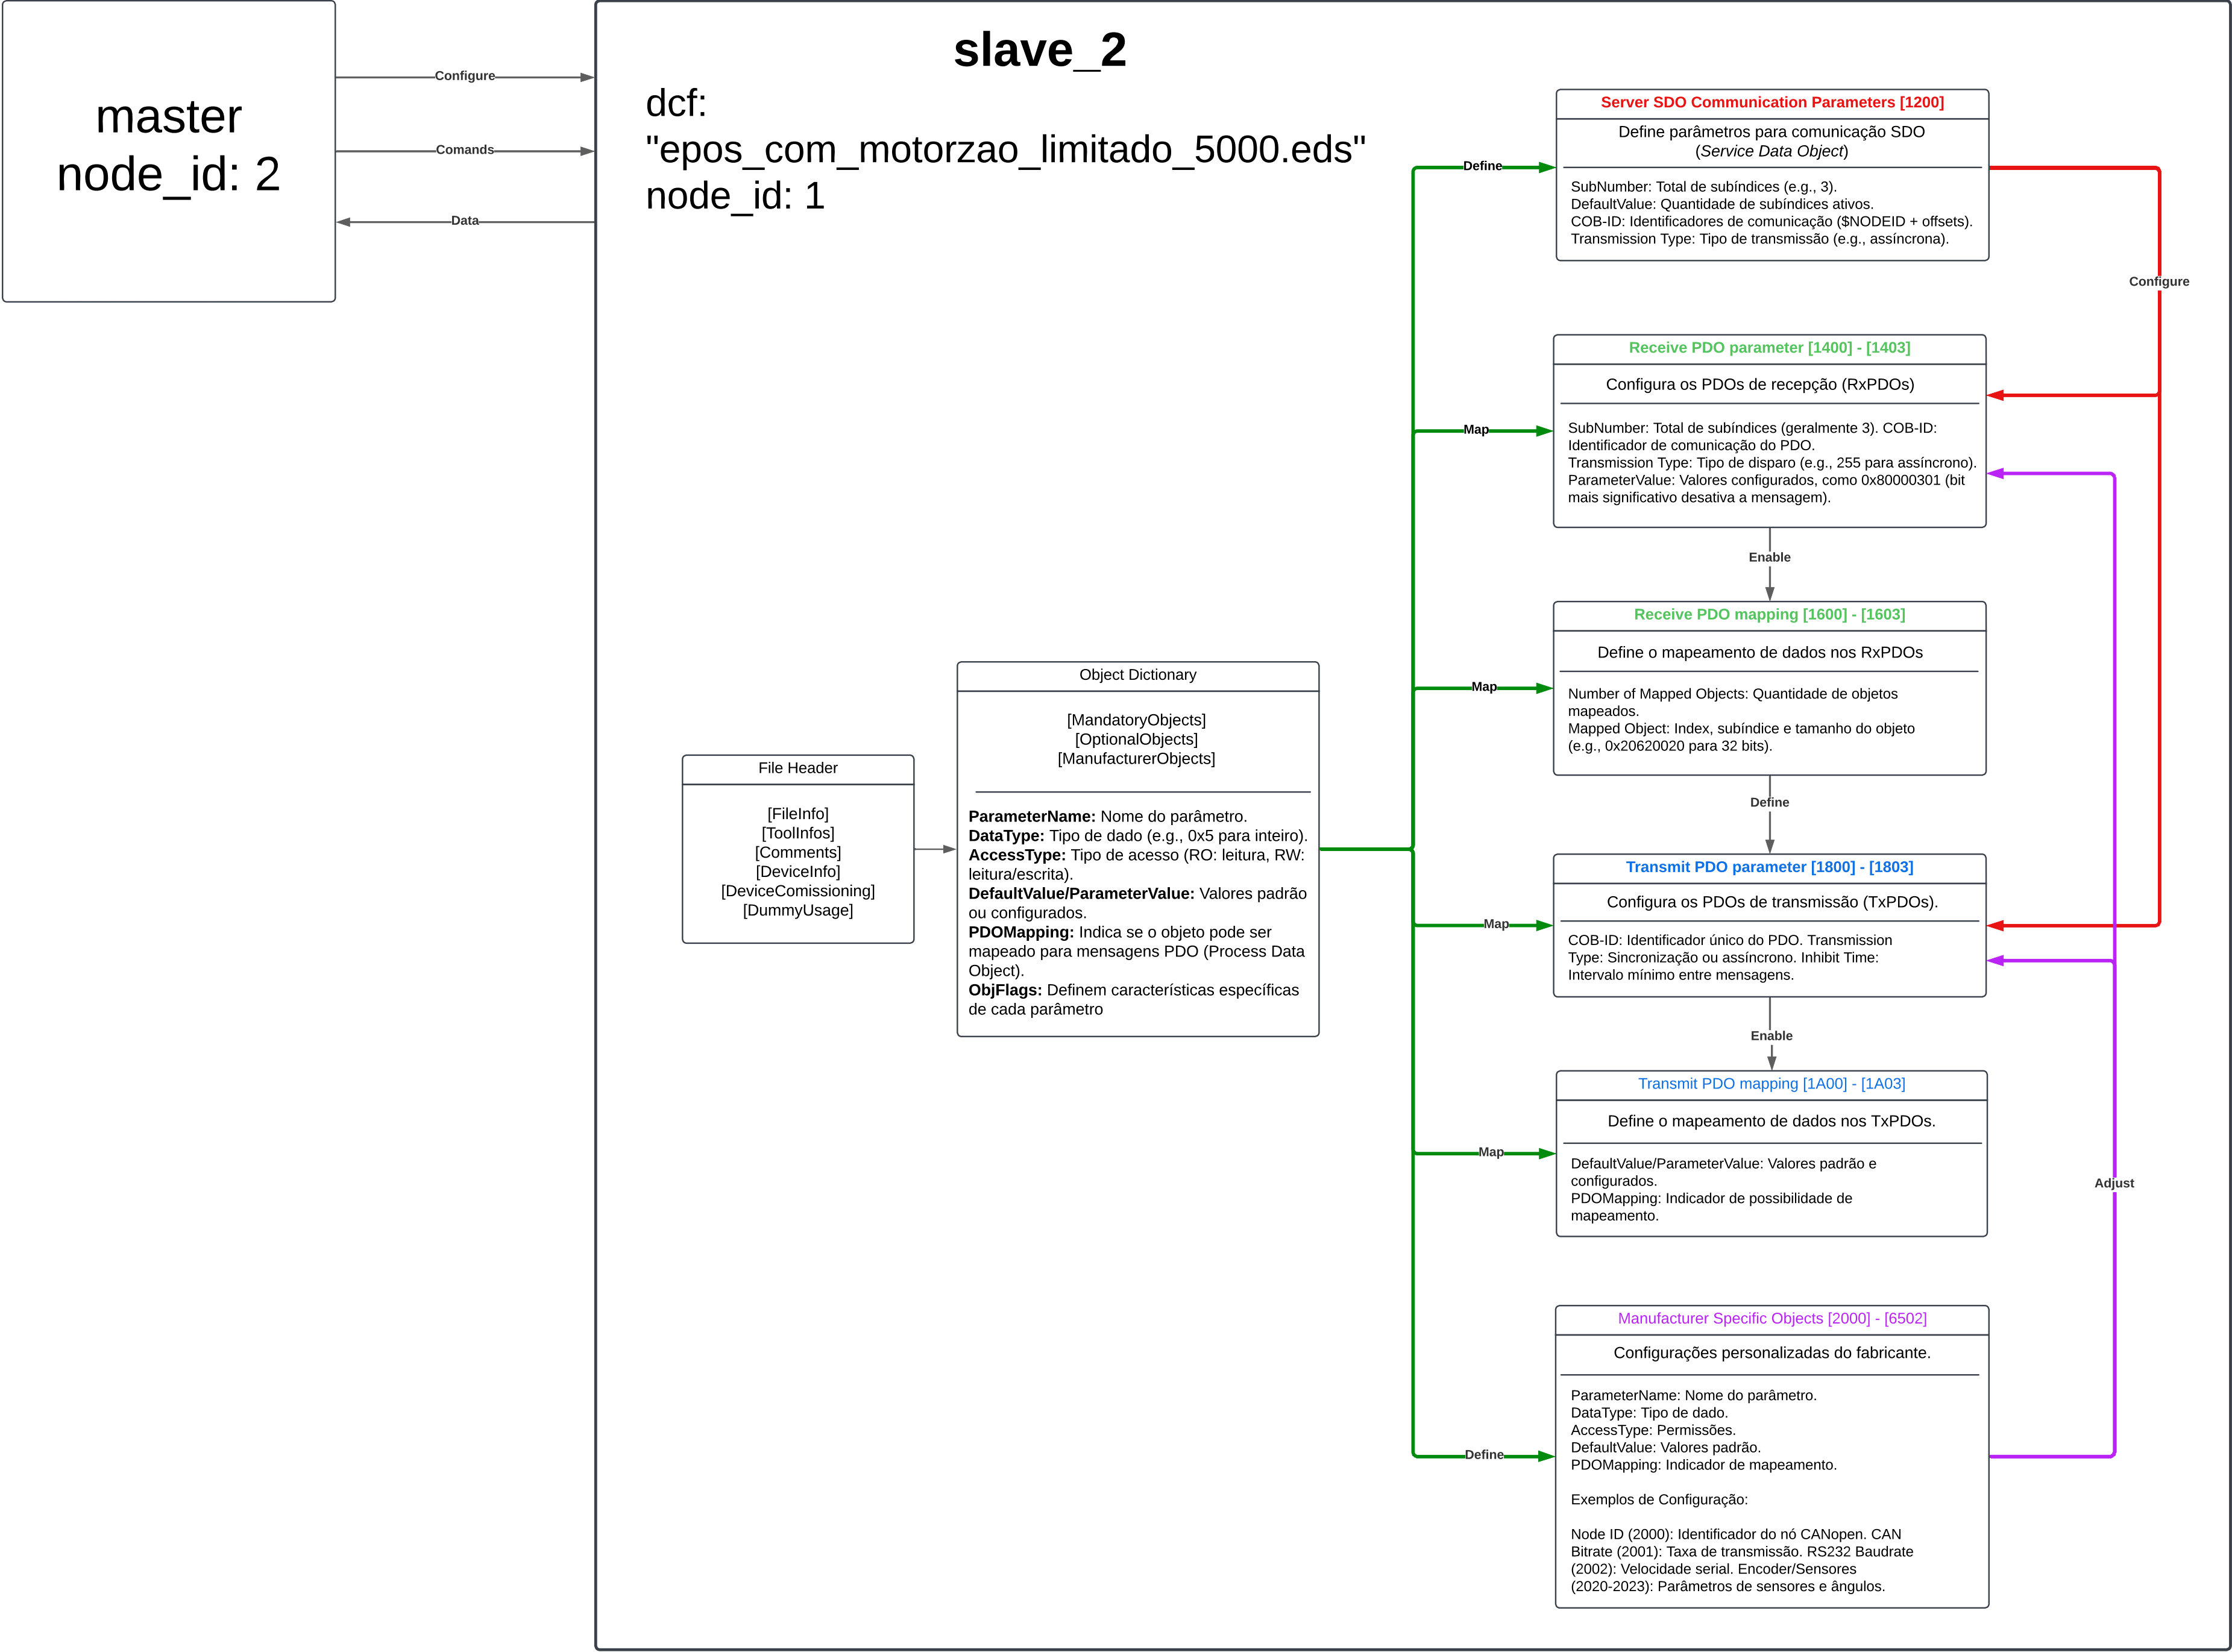 master
node_id: 2
Configure
Comands
Data
slave_2
dcf:
"epos_com_motorzao_limitado_5000.eds"
node_id: 1
File Header
[FileInfo]
[ToolInfos]
[Comments]
[DeviceInfo]
[DeviceComissioning]
[DummyUsage]
Object Dictionary
[MandatoryObjects]
[OptionalObjects]
[ManufacturerObjects]
ParameterName: Nome do parâmetro.
DataType: Tipo de dado (e.g., 0x5 para inteiro).
AccessType: Tipo de acesso (RO: leitura, RW:
leitura/escrita).
DefaultValue/ParameterValue: Valores padrão
ou configurados.
PDOMapping: Indica se o objeto pode ser
mapeado para mensagens PDO (Process Data
Object).
ObjFlags: Definem características específicas
de cada parâmetro
Define
Map
Map
Map
Map
Define
Server SDO Communication Parameters [1200]
Define parâmetros para comunicação SDO
(Service Data Object)
SubNumber: Total de subíndices (e.g., 3).
DefaultValue: Quantidade de subíndices ativos.
COB-ID: Identificadores de comunicação ($NODEID + offsets).
Transmission Type: Tipo de transmissão (e.g., assíncrona).
Configure
Receive PDO parameter [1400] - [1403]
Configura os PDOs de recepção (RxPDOs)
SubNumber: Total de subíndices (geralmente 3). COB-ID:
Identificador de comunicação do PDO.
Transmission Type: Tipo de disparo (e.g., 255 para assíncrono).
ParameterValue: Valores configurados, como 0x80000301 (bit
mais significativo desativa a mensagem).
Enable
Receive PDO mapping [1600] - [1603]
Define o mapeamento de dados nos RxPDOs
Number of Mapped Objects: Quantidade de objetos
mapeados.
Mapped Object: Index, subíndice e tamanho do objeto
(e.g., 0x20620020 para 32 bits).
Define
Transmit PDO parameter [1800] - [1803]
Configura os PDOs de transmissão (TxPDOs).
COB-ID: Identificador único do PDO. Transmission
Type: Sincronização ou assíncrono. Inhibit Time:
Intervalo mínimo entre mensagens.
Enable
Transmit PDO mapping [1A00] - [1A03]
Define o mapeamento de dados nos TxPDOs.
DefaultValue/ParameterValue: Valores padrão e
configurados.
PDOMapping: Indicador de possibilidade de
mapeamento.
Adjust
Manufacturer Specific Objects [2000] - [6502]
Configurações personalizadas do fabricante.
ParameterName: Nome do parâmetro.
DataType: Tipo de dado.
AccessType: Permissões.
DefaultValue: Valores padrão.
PDOMapping: Indicador de mapeamento.
Exemplos de Configuração:
Node ID (2000): Identificador do nó CANopen. CAN
Bitrate (2001): Taxa de transmissão. RS232 Baudrate
(2002): Velocidade serial. Encoder/Sensores
(2020-2023): Parâmetros de sensores e ângulos.